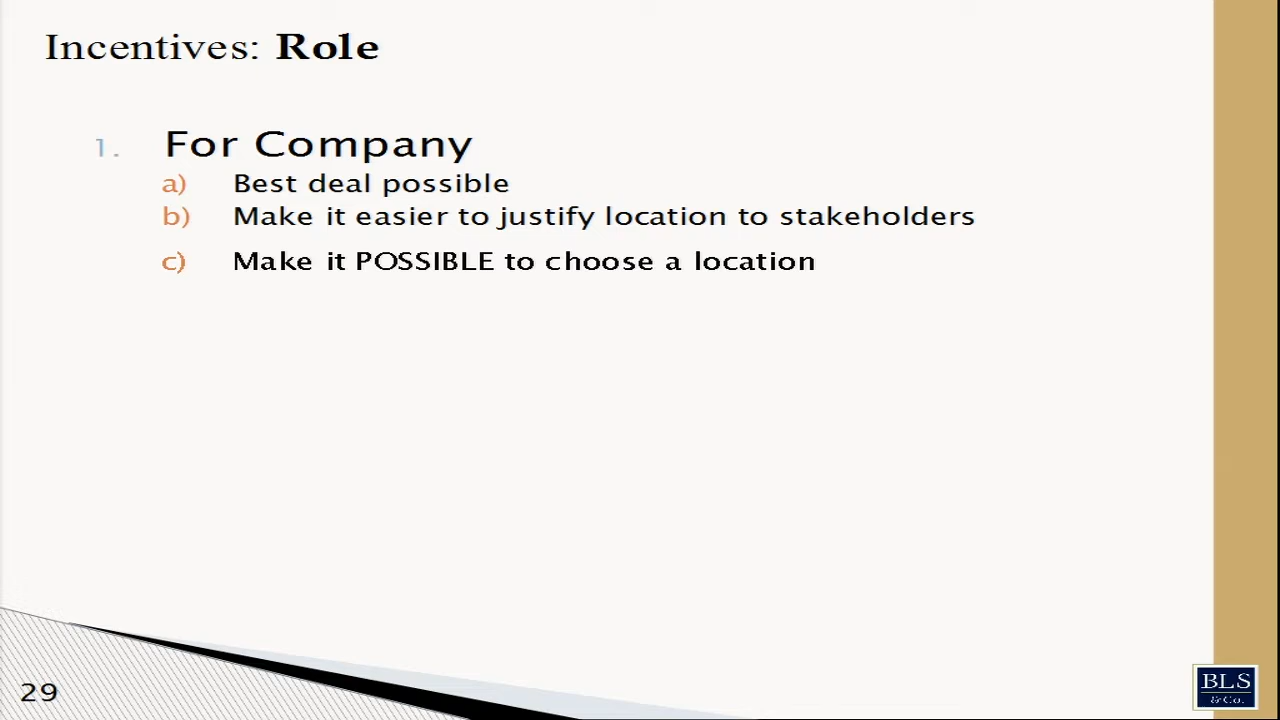 Incentives: Role
1. For Company
a) Best deal possible
b) Make it easier to justify location to stakeholders
c) Make it POSSIBLE to choose a location
29
BLS
& Co.